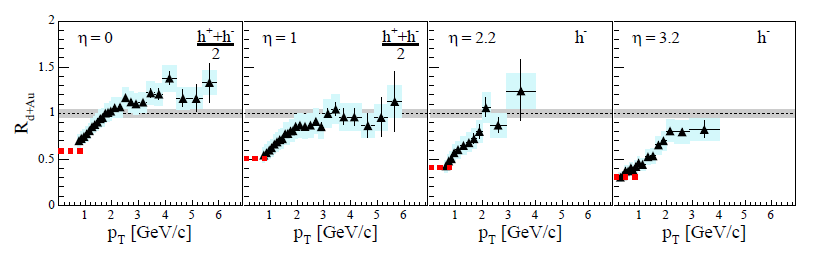 2
1.5
1
0.5
0
R_d+Au
η = 0
h⁺+h⁻
2
η = 1
h⁺+h⁻
2
η = 2.2
h⁻
η = 3.2
h⁻
1 2 3 4 5 6
1 2 3 4 5 6
1 2 3 4 5 6
1 2 3 4 5 6
p_T [GeV/c]
p_T [GeV/c]
p_T [GeV/c]
p_T [GeV/c]